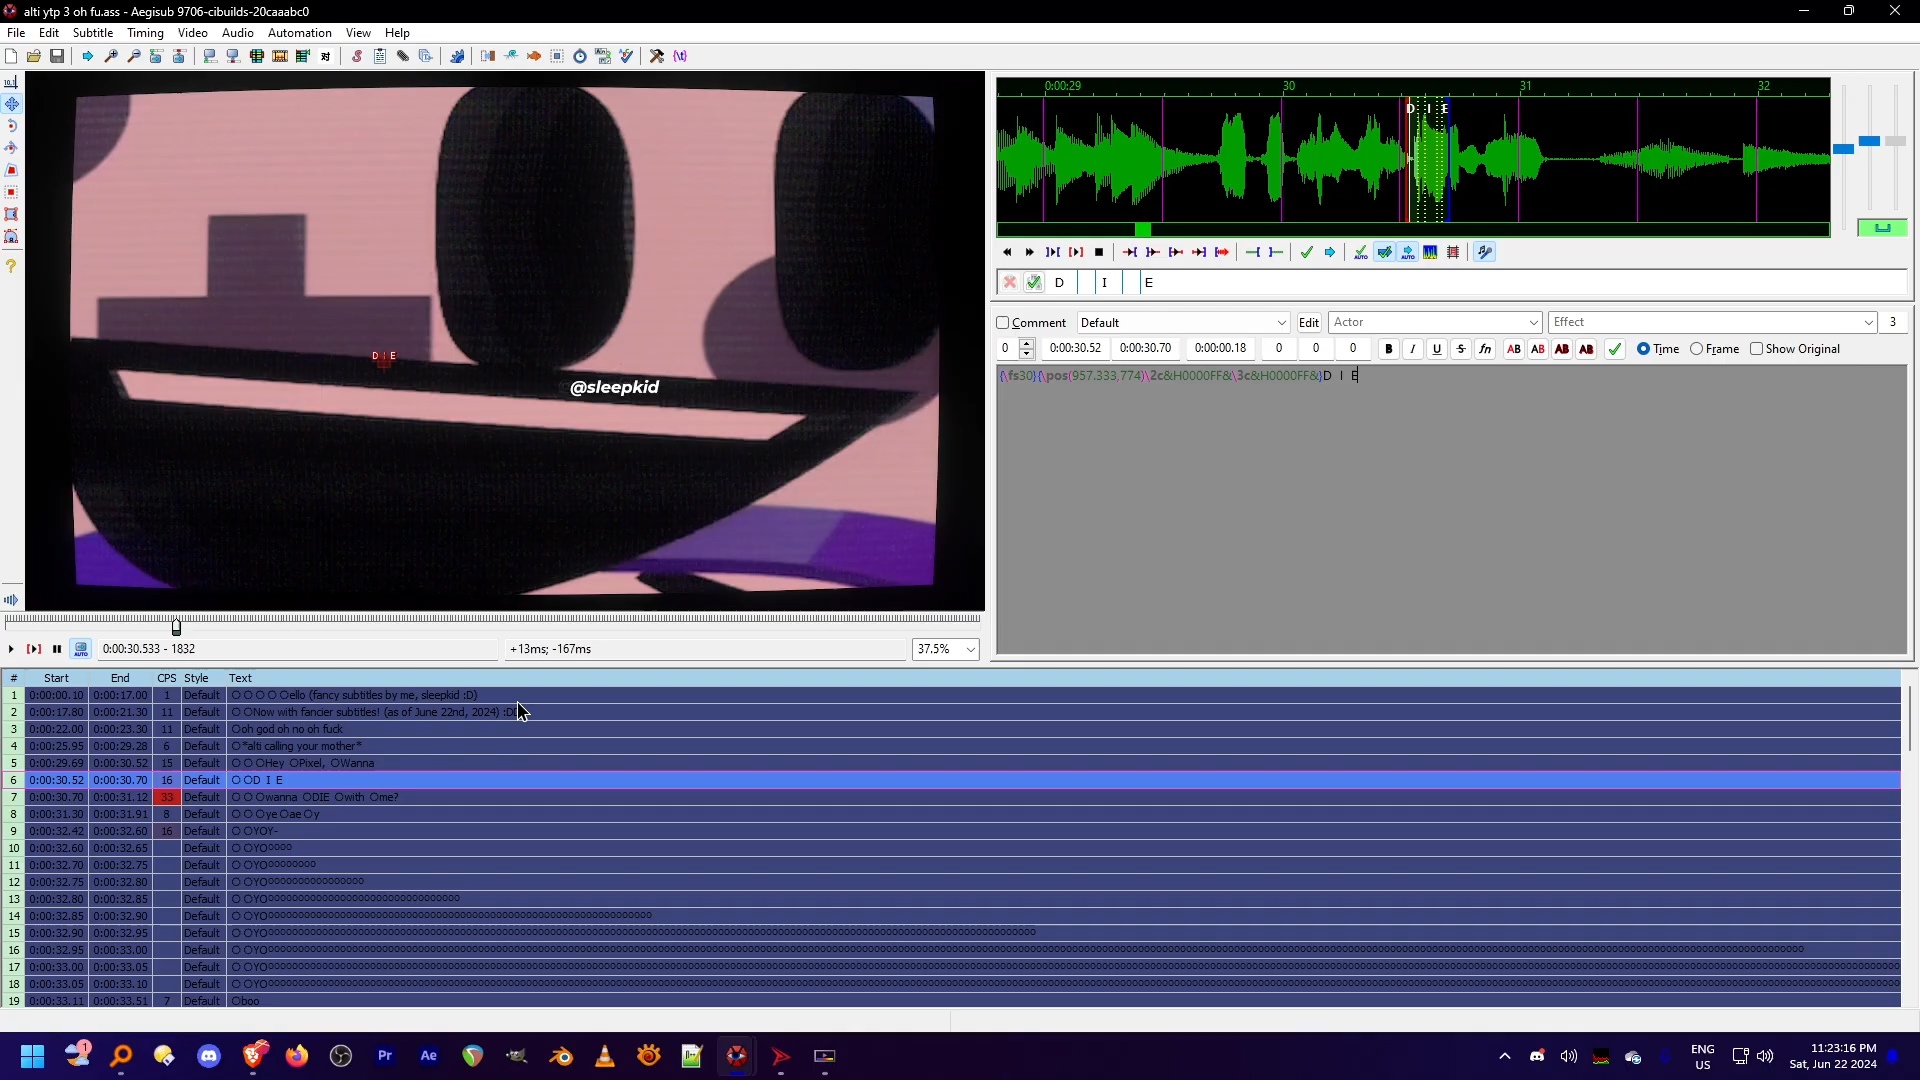 alti ytp 3 oh fu.ass - Aegisub 9706-cibuilds-20caaabc0
File Edit Subtitle Timing Video Audio Automation View Help
D I E
@sleepkid
0:00:29 30 31 32
D I E
D I E
Comment Default Edit Actor Effect 3
0 0:00:30.52 0:00:30.70 0:00:00.18 0 0 0 B I U S fn AB AB AB AB Time Frame Show Original
{\fs30}{\pos(957.333,774)\2c&H0000FF&\3c&H0000FF&}D I E
0:00:30.533 - 1832 +13ms; -167ms 37.5%
# Start End CPS Style Text
1 0:00:00.10 0:00:17.00 1 Default ○○○○○ello (fancy subtitles by me, sleepkid :D)
2 0:00:17.80 0:00:21.30 11 Default ○○Now with fancier subtitles! (as of June 22nd, 2024)
3 0:00:22.00 0:00:23.30 11 Default ○oh god oh no oh fuck
4 0:00:25.95 0:00:29.28 6 Default ○*alti calling your mother*
5 0:00:29.69 0:00:30.52 15 Default ○○○Hey ○Pixel, ○Wanna
6 0:00:30.52 0:00:30.70 16 Default ○○D I E
7 0:00:30.70 0:00:31.12 33 Default ○○○wanna ○DIE ○with ○me?
8 0:00:31.30 0:00:31.91 8 Default ○○○ye○ae○y
9 0:00:32.42 0:00:32.60 16 Default ○○YOY-
10 0:00:32.60 0:00:32.65 Default
11 0:00:32.70 0:00:32.75 Default
12 0:00:32.75 0:00:32.80 Default
13 0:00:32.80 0:00:32.85 Default
14 0:00:32.85 0:00:32.90 Default
15 0:00:32.90 0:00:32.95 Default
16 0:00:32.95 0:00:33.00 Default
17 0:00:33.00 0:00:33.05 Default
18 0:00:33.05 0:00:33.10 Default
19 0:00:33.11 0:00:33.51 7 Default ○boo
1 Pr Ae ENG 11:23:16 PM
US Sat, Jun 22 2024